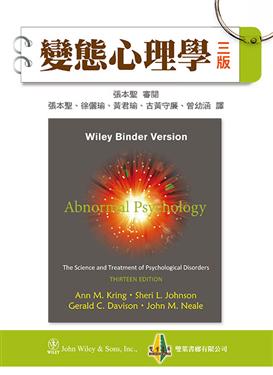 變態心理學 三版
張本聖 審閱
張本聖、徐儷瑜、黃君瑜、古黃守廉、曾幼涵 譯
Wiley Binder Version
Abnormal Psychology
The Science and Treatment of Psychological Disorders
THIRTEEN EDITION
Ann M. Kring • Sheri L. Johnson
Gerald C. Davison • John M. Neale
WILEY
John Wiley & Sons, Inc.,
雙葉書廊有限公司